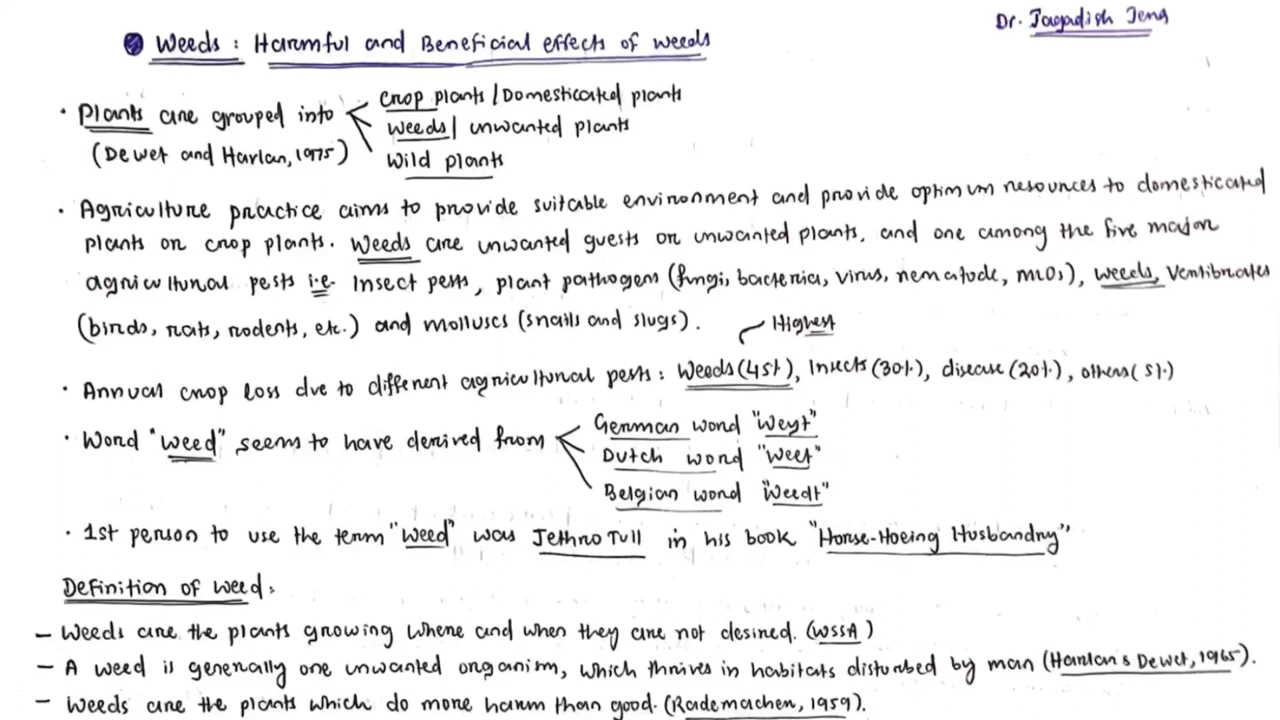 Dr. Jagadish Jena
Weeds : Harmful and Beneficial effects of weeds
• Plants are grouped into
Crop plants / Domesticated plants
Weeds / unwanted plants
Wild plants
(Dewet and Harlan, 1975)
• Agriculture practice aims to provide suitable environment and provide optimum resources to domesticated
plants or crop plants. Weeds are unwanted guests or unwanted plants, and one among the five major
agricultural pests i.e. Insect pests, plant pathogens (fungi, bacteria, virus, nematode, MLOs), weeds, Vertibrates
(birds, rats, rodents, etc.) and molluscs (snails and slugs).
Highest
• Annual crop loss due to different agricultural pests : Weeds (45%), Insects (30%), disease (20%), others (5%)
• Word "weed" seems to have derived from
German word "Weyt"
Dutch word "Weet"
Belgian word "Weedt"
• 1st person to use the term "weed" was Jethro Tull in his book "Horse-Hoeing Husbandry"
Definition of weed :
– Weeds are the plants growing where and when they are not desired. (WSSA)
– A weed is generally one unwanted organism, which thrives in habitats disturbed by man (Harlan & Dewet, 1965).
– Weeds are the plants which do more harm than good. (Rademacher, 1959).